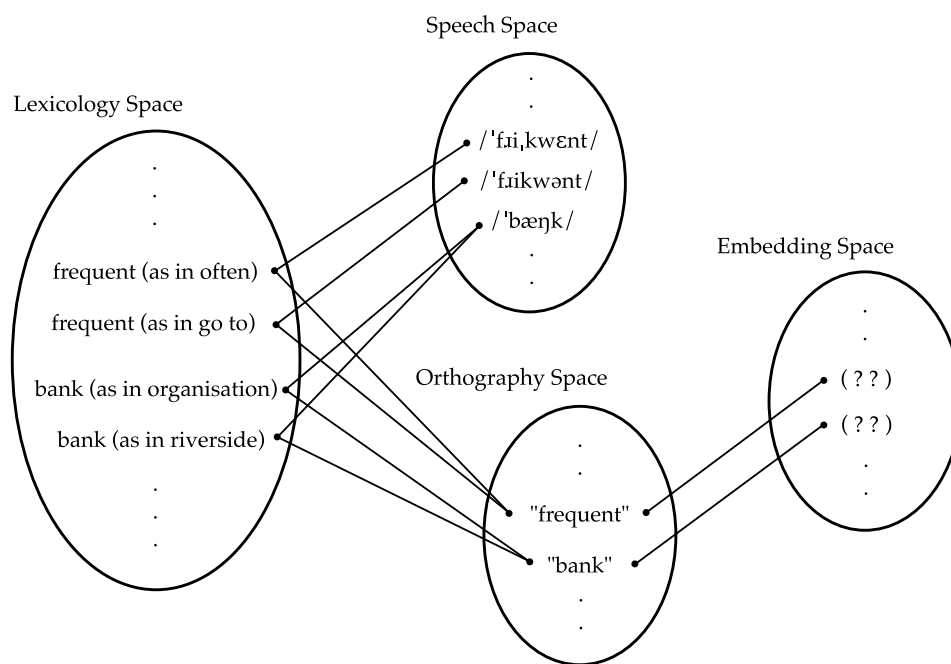 Speech Space
/ˈfɹiˌkwɛnt/
/ˈfɹikwənt/
/ˈbæŋk/
Lexicology Space
frequent (as in often)
frequent (as in go to)
bank (as in organisation)
bank (as in riverside)
Embedding Space
(??)
(??)
Orthography Space
"frequent"
"bank"